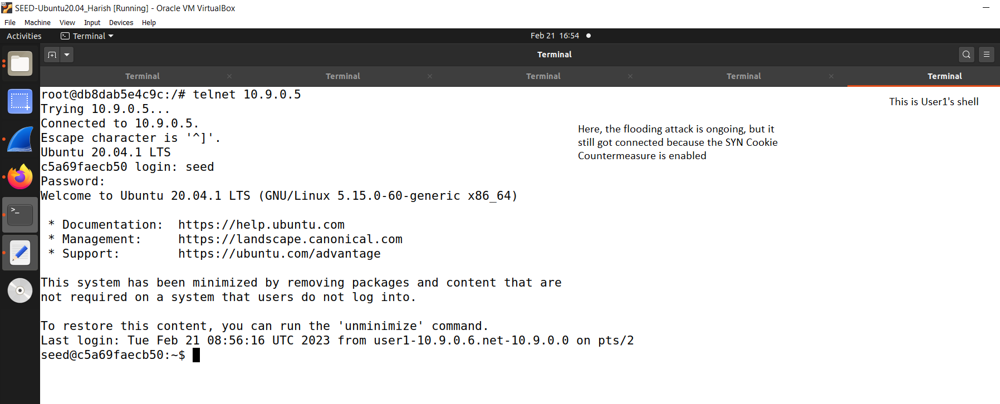 SEED-Ubuntu20.04_Harish [Running] - Oracle VM VirtualBox
File Machine View Input Devices Help
Activities Terminal Feb 21 16:54
Terminal
Terminal Terminal Terminal Terminal Terminal
root@db8dab5e4c9c:/# telnet 10.9.0.5
This is User1's shell
Trying 10.9.0.5...
Connected to 10.9.0.5.
Here, the flooding attack is ongoing, but it
still got connected because the SYN Cookie
Countermeasure is enabled
Escape character is '^]'.
Ubuntu 20.04.1 LTS
c5a69faecb50 login: seed
Password:
Welcome to Ubuntu 20.04.1 LTS (GNU/Linux 5.15.0-60-generic x86_64)
* Documentation: https://help.ubuntu.com
* Management: https://landscape.canonical.com
* Support: https://ubuntu.com/advantage
This system has been minimized by removing packages and content that are
not required on a system that users do not log into.
To restore this content, you can run the 'unminimize' command.
Last login: Tue Feb 21 08:56:16 UTC 2023 from user1-10.9.0.6.net-10.9.0.0 on pts/2
seed@c5a69faecb50:~$